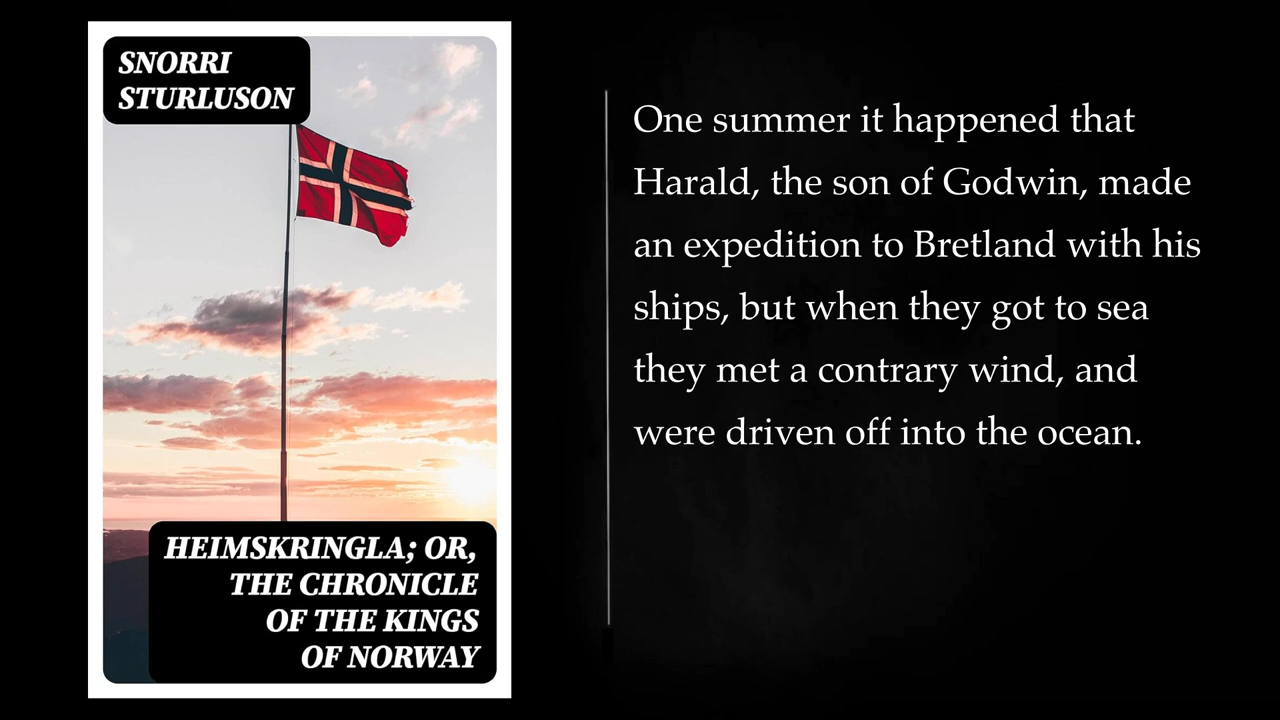 SNORRI
STURLUSON
HEIMSKRINGLA; OR,
THE CHRONICLE
OF THE KINGS
OF NORWAY
One summer it happened that
Harald, the son of Godwin, made
an expedition to Bretland with his
ships, but when they got to sea
they met a contrary wind, and
were driven off into the ocean.